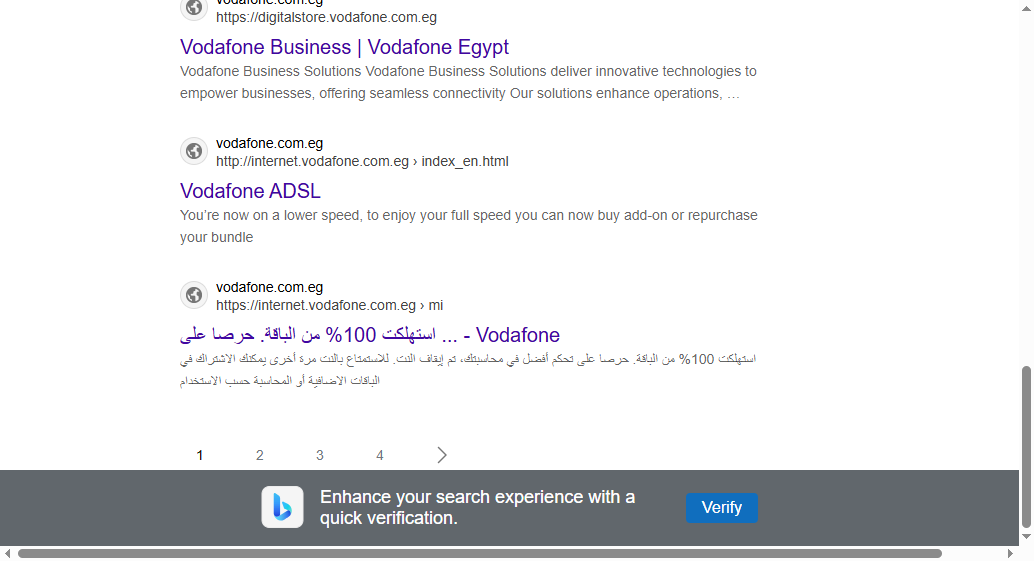 vodafone.com.eg
https://digitalstore.vodafone.com.eg
Vodafone Business | Vodafone Egypt
Vodafone Business Solutions Vodafone Business Solutions deliver innovative technologies to
empower businesses, offering seamless connectivity Our solutions enhance operations, …
vodafone.com.eg
http://internet.vodafone.com.eg › index_en.html
Vodafone ADSL
You’re now on a lower speed, to enjoy your full speed you can now buy add-on or repurchase
your bundle
vodafone.com.eg
https://internet.vodafone.com.eg › mi
استهلكت 100% من الباقة. حرصا على ... - Vodafone
استهلكت 100% من الباقة. حرصا على تحكم أفضل في محاسبتك، تم إيقاف النت. للاستمتاع بالنت مرة أخرى يمكنك الاشتراك في
الباقات الاضافية أو المحاسبة حسب الاستخدام
1 2 3 4
Enhance your search experience with a
quick verification.
Verify